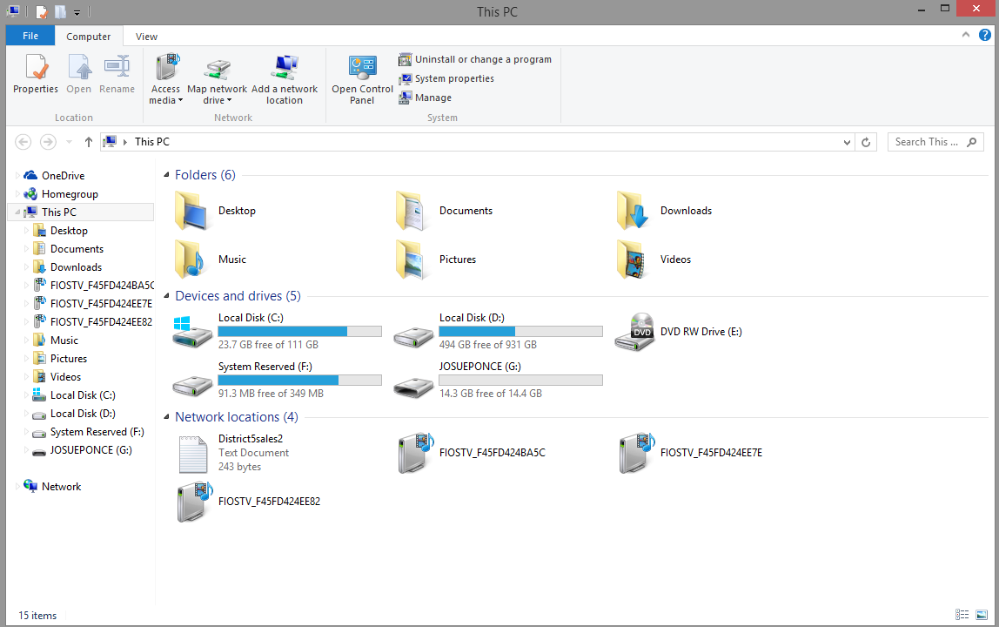 This PC
File
Computer
View
Properties
Open
Rename
Access
media
Map network
drive
Add a network
location
Open Control
Panel
Uninstall or change a program
System properties
Manage
Location
Network
System
This PC
Search This ...
OneDrive
Homegroup
This PC
Desktop
Documents
Downloads
FIOSTV_F45FD424BA5C
FIOSTV_F45FD424EE7E
FIOSTV_F45FD424EE82
Music
Pictures
Videos
Local Disk (C:)
Local Disk (D:)
System Reserved (F:)
JOSUEPONCE (G:)
Network
Folders (6)
Desktop
Documents
Downloads
Music
Pictures
Videos
Devices and drives (5)
Local Disk (C:)
23.7 GB free of 111 GB
Local Disk (D:)
494 GB free of 931 GB
DVD
DVD RW Drive (E:)
System Reserved (F:)
91.3 MB free of 349 MB
JOSUEPONCE (G:)
14.3 GB free of 14.4 GB
Network locations (4)
District5sales2
Text Document
243 bytes
FIOSTV_F45FD424BA5C
FIOSTV_F45FD424EE7E
FIOSTV_F45FD424EE82
15 items